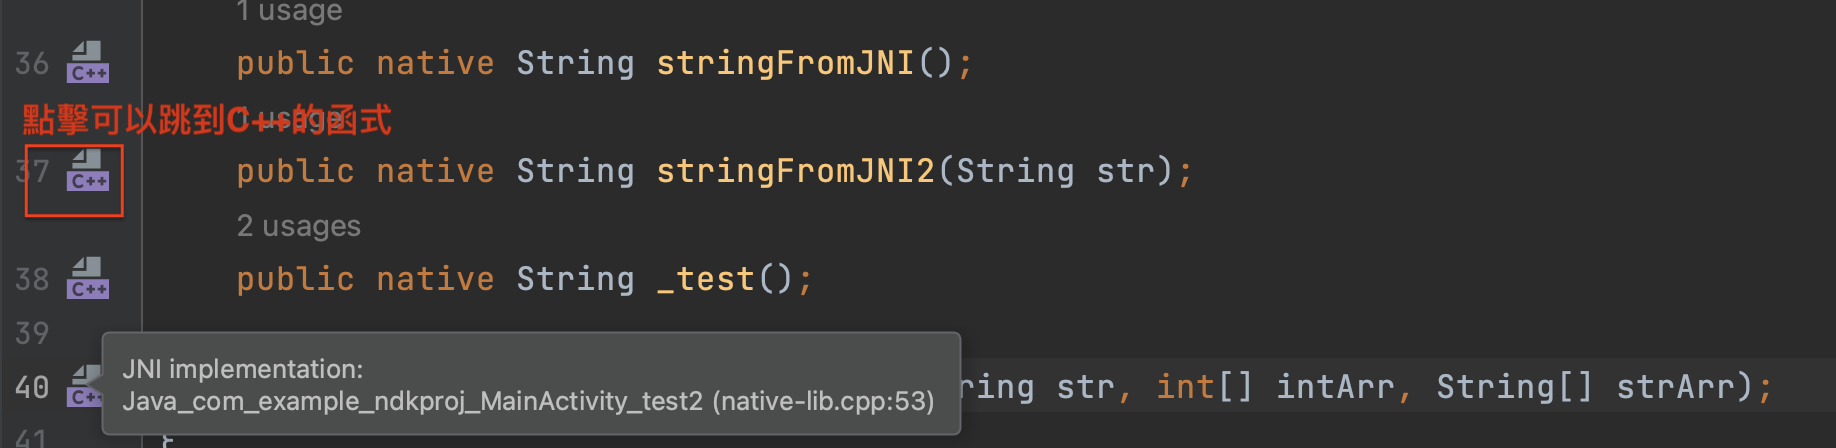 1 usage
36 C++ public native String stringFromJNI();
點擊可以跳到C++的函式
1 usage
37 C++ public native String stringFromJNI2(String str);
2 usages
38 C++ public native String _test();
39
JNI implementation:
40 C++ ring str, int[] intArr, String[] strArr);
Java_com_example_ndkproj_MainActivity_test2 (native-lib.cpp:53)
41 }